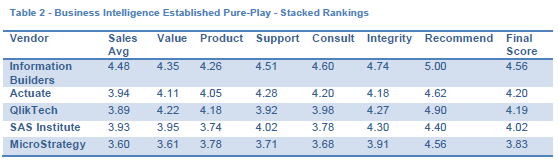 Table 2 - Business Intelligence Established Pure-Play - Stacked Rankings
Vendor Sales Avg Value Product Support Consult Integrity Recommend Final Score
Information Builders 4.48 4.35 4.26 4.51 4.60 4.74 5.00 4.56
Actuate 3.94 4.11 4.05 4.28 4.20 4.18 4.62 4.20
QlikTech 3.89 4.22 4.18 3.92 3.98 4.27 4.90 4.19
SAS Institute 3.93 3.95 3.74 4.02 3.78 4.30 4.40 4.02
MicroStrategy 3.60 3.61 3.78 3.71 3.68 3.91 4.56 3.83